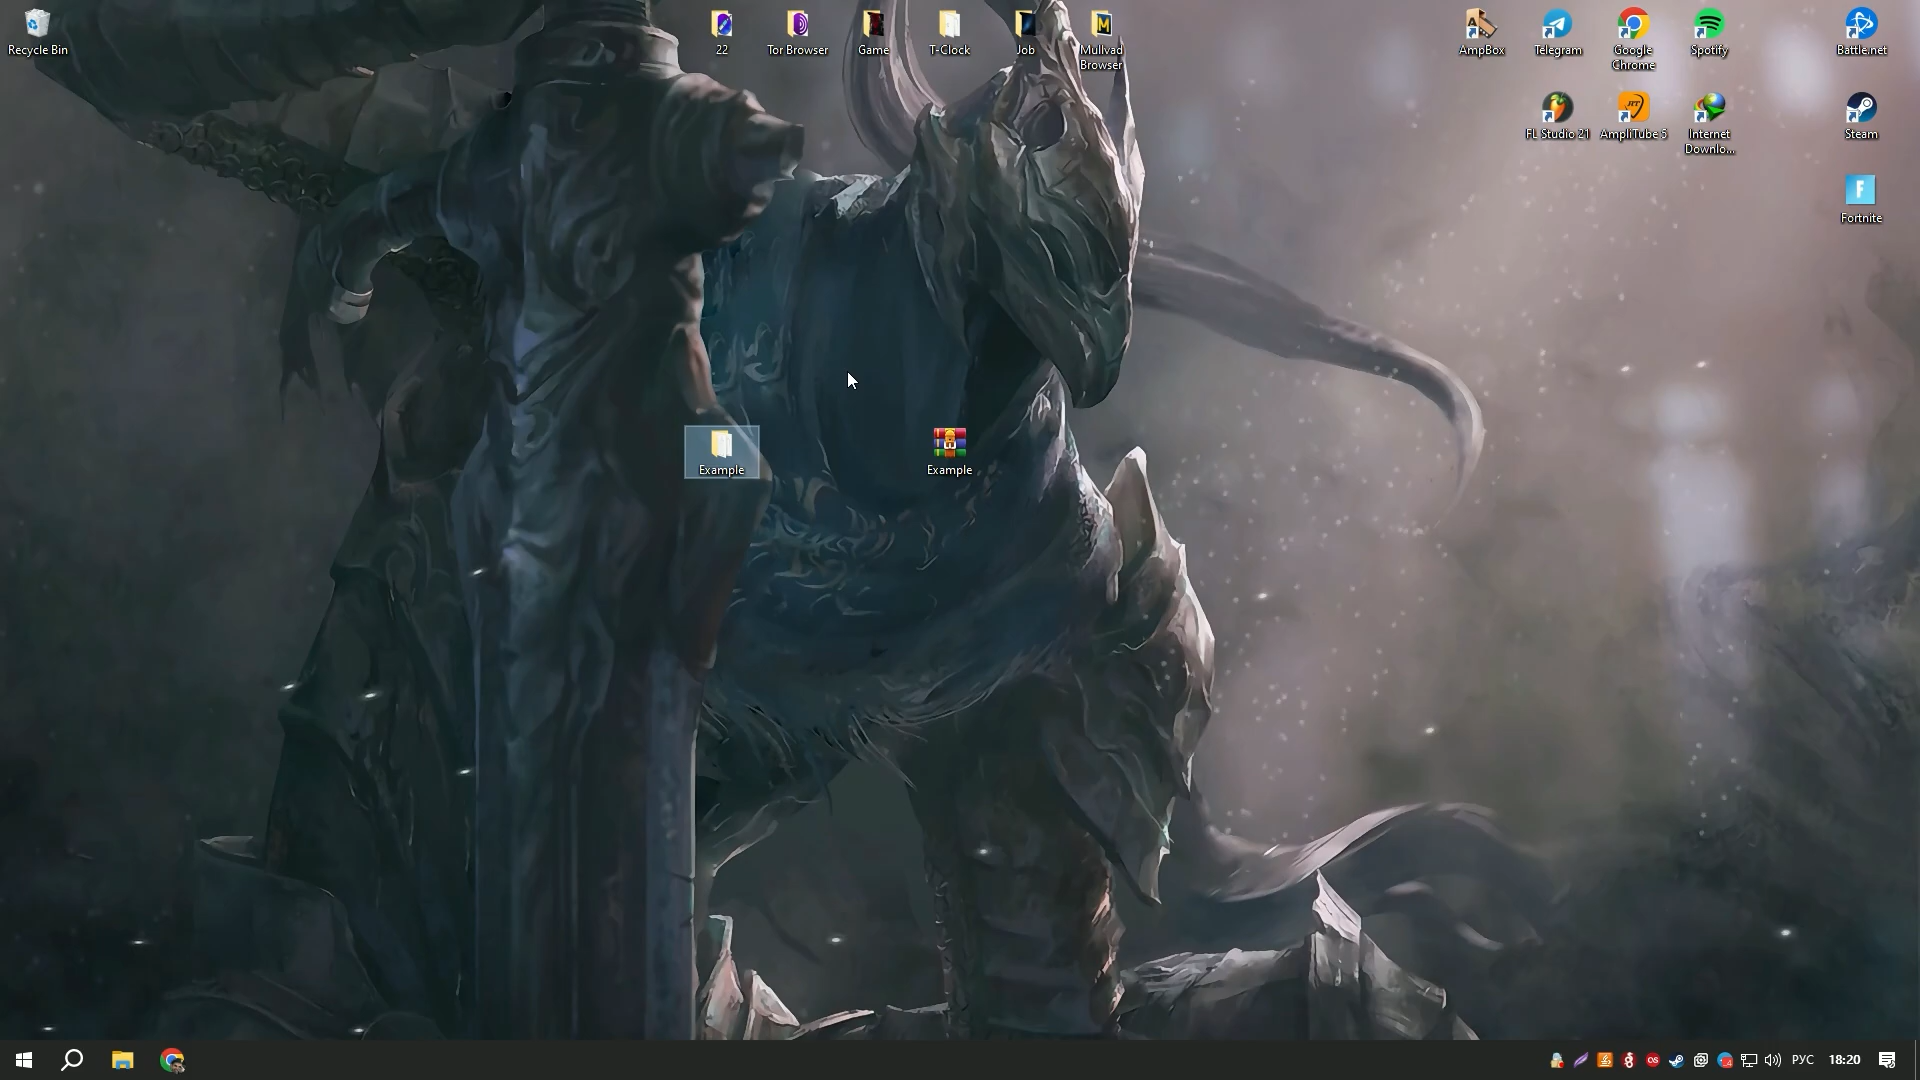 Recycle Bin
22
Tor Browser
Game
T-Clock
Job
Mullvad
Browser
AmpBox
Telegram
Google
Chrome
Spotify
Battle.net
FL Studio 21
AmpliTube 5
Internet
Downlo...
Steam
Fortnite
Example
Example
РУС
18:20